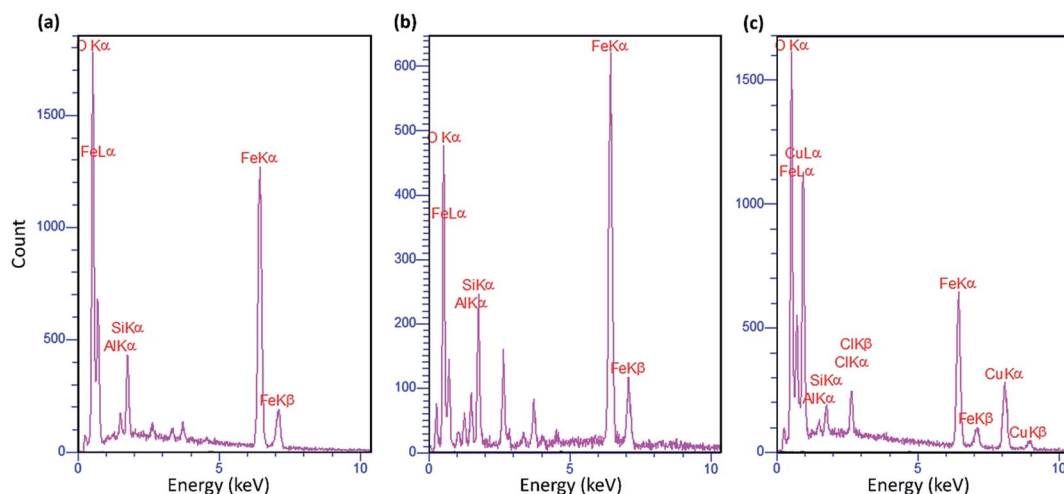 (a)
O Kα
1500
FeLα
FeKα
1000
Count
500
SiKα
AlKα
FeKβ
0
0
5
10
Energy (keV)
(b)
FeKα
600
500
O Kα
400
FeLα
300
SiKα
AlKα
200
FeKβ
100
0
0
5
10
Energy (keV)
(c)
O Kα
1500
CuLα
FeLα
1000
FeKα
500
ClKβ
ClKα
SiKα
AlKα
CuKα
FeKβ
CuKβ
0
0
5
10
Energy (keV)